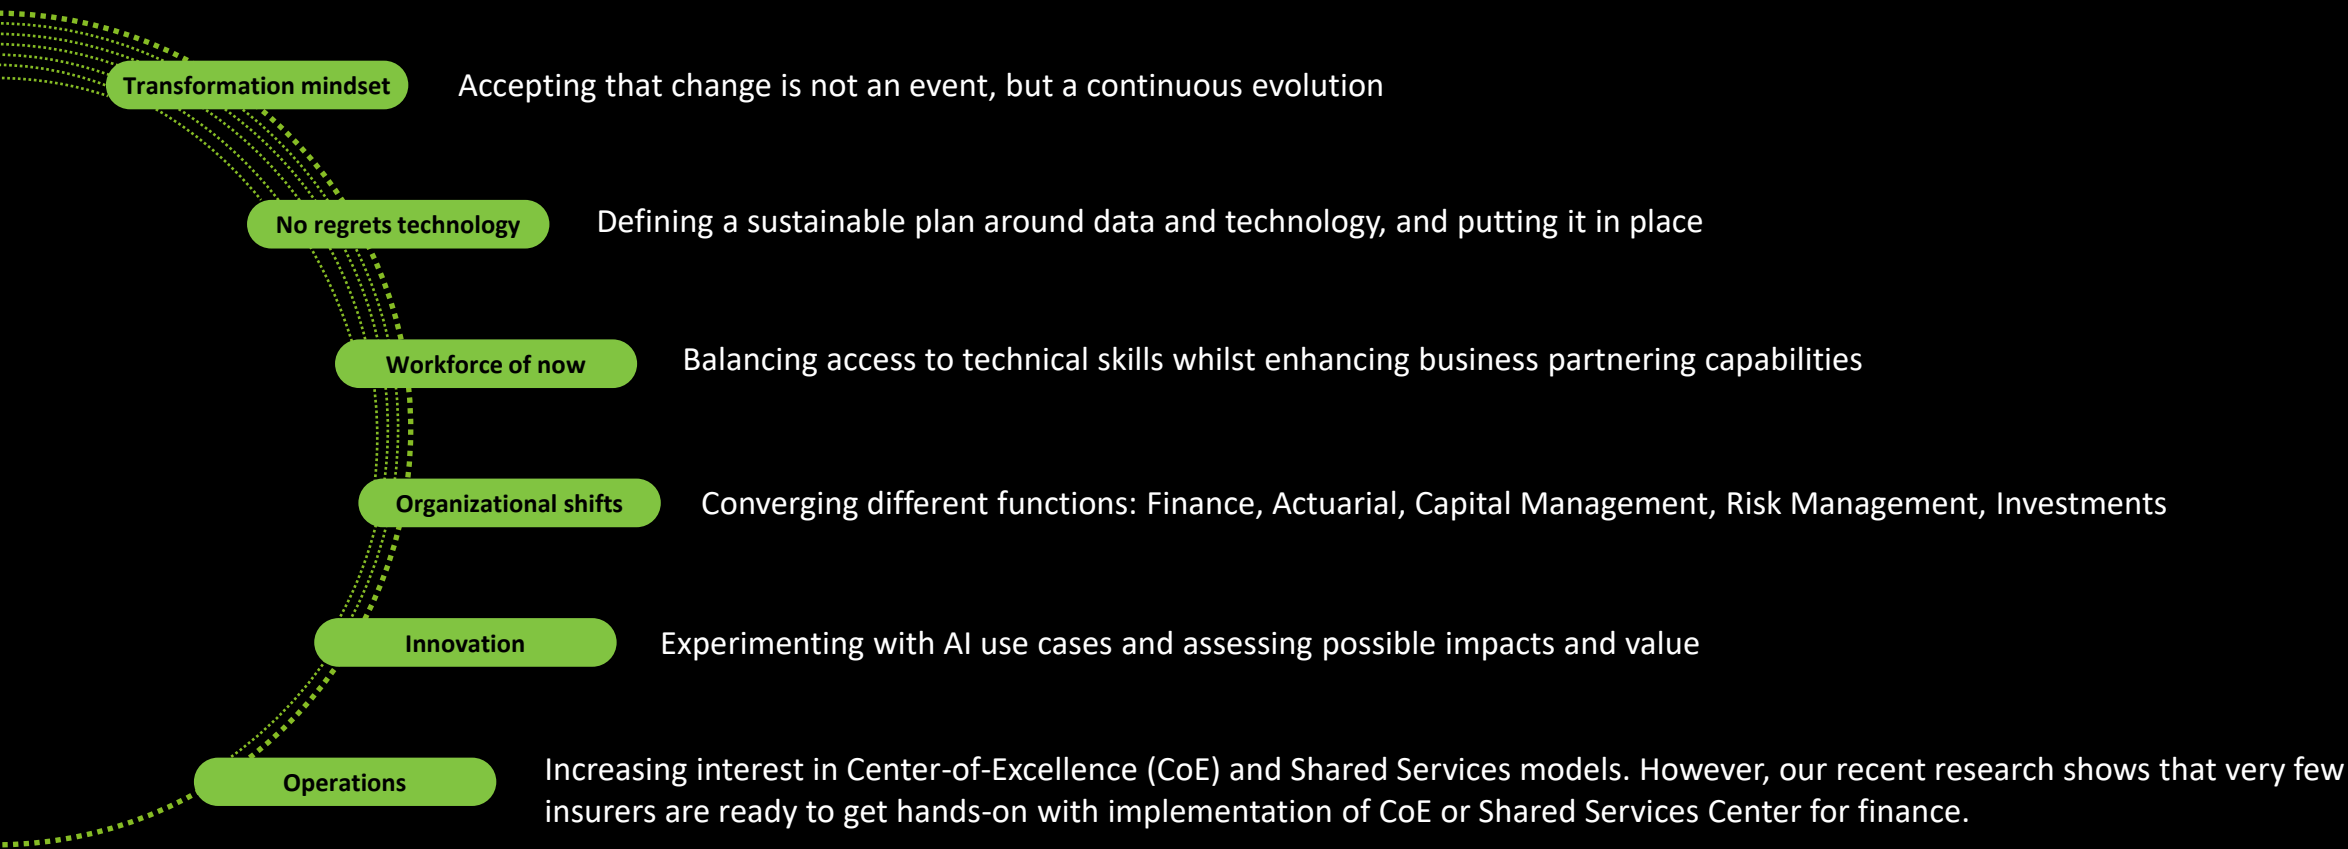 Transformation mindset
Accepting that change is not an event, but a continuous evolution
No regrets technology
Defining a sustainable plan around data and technology, and putting it in place
Workforce of now
Balancing access to technical skills whilst enhancing business partnering capabilities
Organizational shifts
Converging different functions: Finance, Actuarial, Capital Management, Risk Management, Investments
Innovation
Experimenting with AI use cases and assessing possible impacts and value
Operations
Increasing interest in Center-of-Excellence (CoE) and Shared Services models. However, our recent research shows that very few
insurers are ready to get hands-on with implementation of CoE or Shared Services Center for finance.